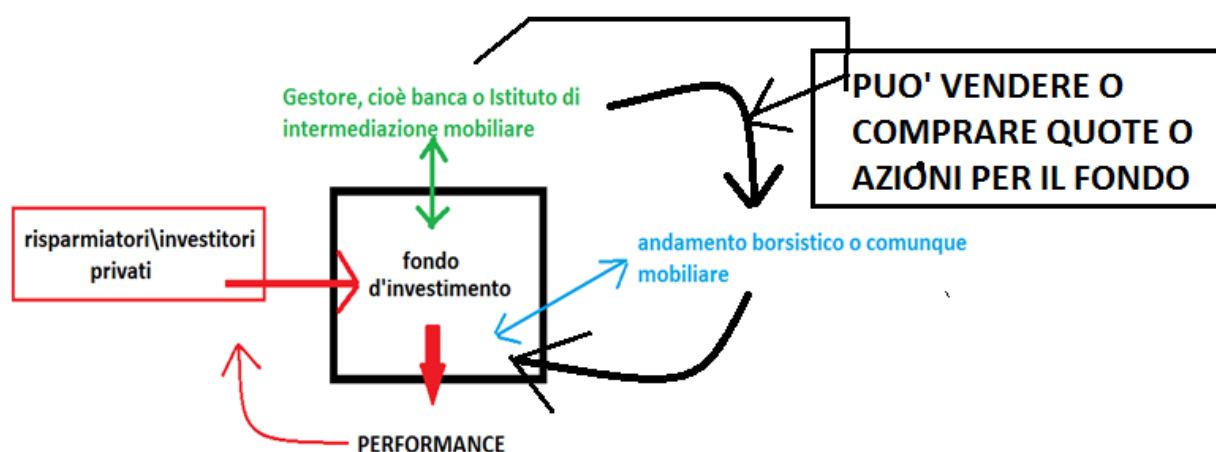 Gestore, cioè banca o Istituto di
intermediazione mobiliare
PUO' VENDERE O
COMPRARE QUOTE O
AZIONI PER IL FONDO
risparmiatori\investitori
privati
fondo
d'investimento
andamento borsistico o comunque
mobiliare
PERFORMANCE